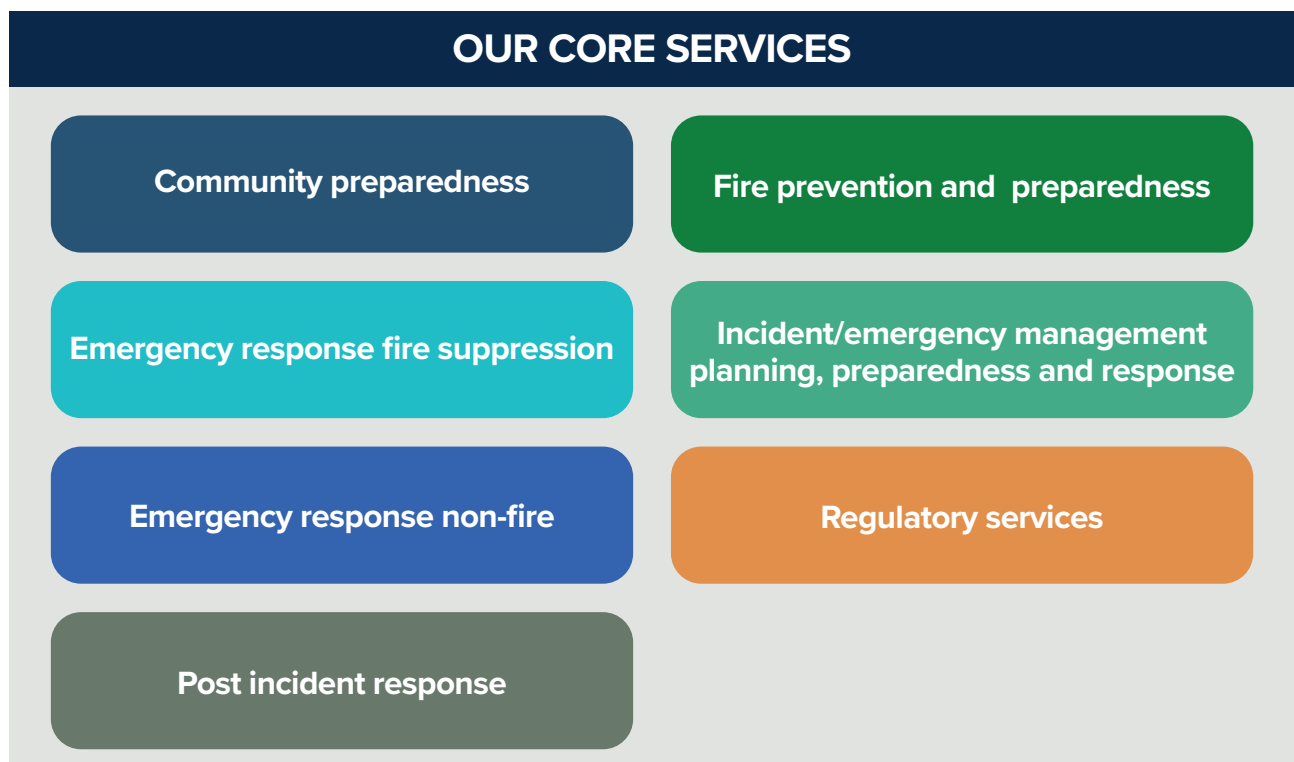 OUR CORE SERVICES
Community preparedness
Fire prevention and  preparedness
Emergency response fire suppression
Incident/emergency management
planning, preparedness and response
Emergency response non-fire
Regulatory services
Post incident response